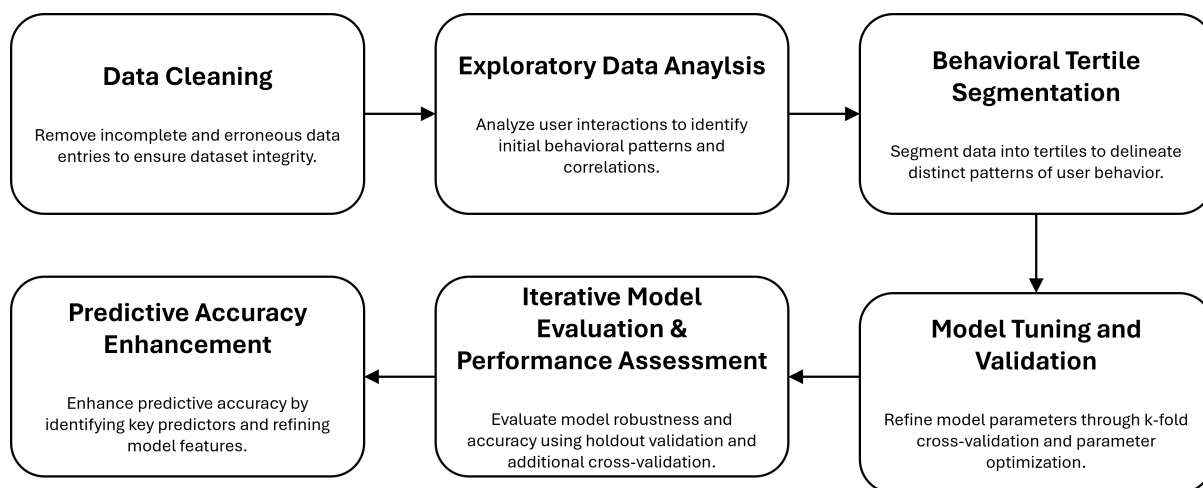 Data Cleaning
Remove incomplete and erroneous data
entries to ensure dataset integrity.
Exploratory Data Anaylsis
Analyze user interactions to identify
initial behavioral patterns and
correlations.
Behavioral Tertile
Segmentation
Segment data into tertiles to delineate
distinct patterns of user behavior.
Model Tuning and
Validation
Refine model parameters through k-fold
cross-validation and parameter
optimization.
Iterative Model
Evaluation &
Performance Assessment
Evaluate model robustness and
accuracy using holdout validation and
additional cross-validation.
Predictive Accuracy
Enhancement
Enhance predictive accuracy by
identifying key predictors and refining
model features.